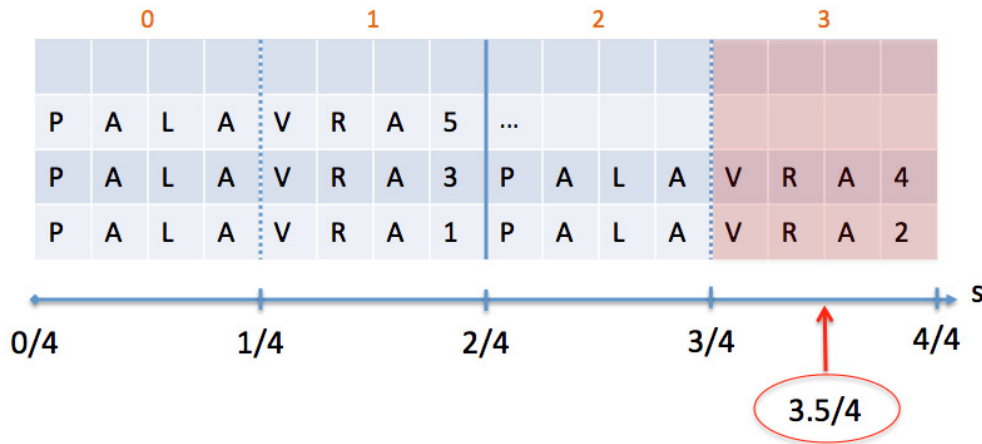 0 1 2 3
P A L A V R A 5 ...
P A L A V R A 3 P A L A V R A 4
P A L A V R A 1 P A L A V R A 2
s
0/4 1/4 2/4 3/4 4/4
3.5/4